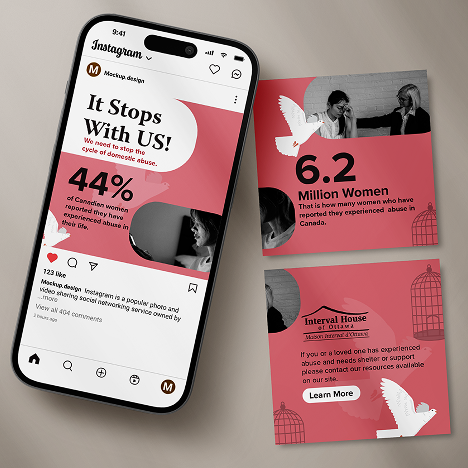 9:41
Instagram
M
Mockup.design
It Stops
With US!
We need to stop the
cycle of domestic abuse.
44%
of Canadian women
reported they have
experienced abuse in
their life.
123 like
Mockup.design Instagram is a popular photo and
video sharing social networking service owned by
...more
View all 404 comments
2 hours ago
M
6.2
Million Women
That is how many women who have
reported they experienced abuse in
Canada.
Interval House
of Ottawa
Maison Interval d'Ottawa
If you or a loved one has experienced
abuse and needs shelter or support
please contact our resources available
on our site.
Learn More